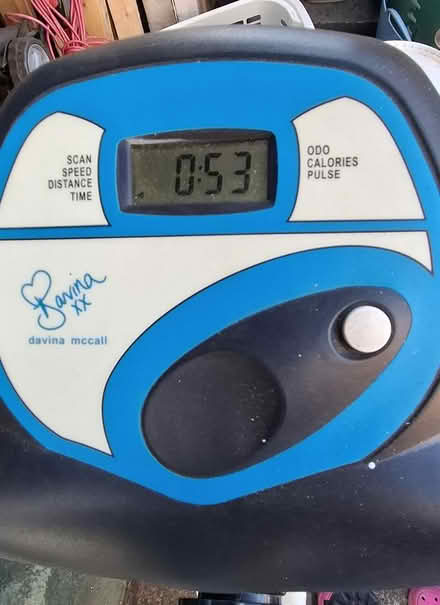 SCAN
SPEED
DISTANCE
TIME
0:53
ODO
CALORIES
PULSE
Davina
xx
davina mccall